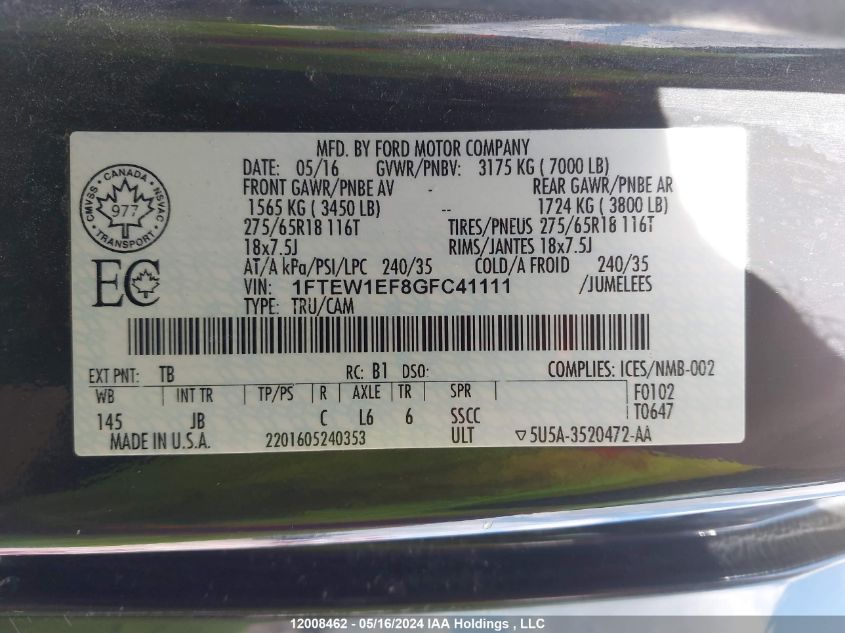 MFD. BY FORD MOTOR COMPANY
DATE: 05/16 GVWR/PNBV: 3175 KG ( 7000 LB)
FRONT GAWR/PNBE AV - REAR GAWR/PNBE AR
1565 KG ( 3450 LB) -- 1724 KG ( 3800 LB)
275/65R18 116T TIRES/PNEUS 275/65R18 116T
18x7.5J RIMS/JANTES 18x7.5J
AT/A kPa/PSI/LPC 240/35 COLD/A FROID 240/35
VIN: 1FTEW1EF8GFC41111 /JUMELEES
TYPE: TRU/CAM
CANADA
CMVSS 977 NSVAC
TRANSPORT
EC
EXT PNT: TB RC: B1 DSO: COMPLIES: ICES/NMB-002
WB INT TR TP/PS R AXLE TR SPR F0102
145 JB C L6 6 SSCC T0647
MADE IN U.S.A. 2201605240353 ULT ▽5U5A-3520472-AA
12008462 - 05/16/2024 IAA Holdings , LLC